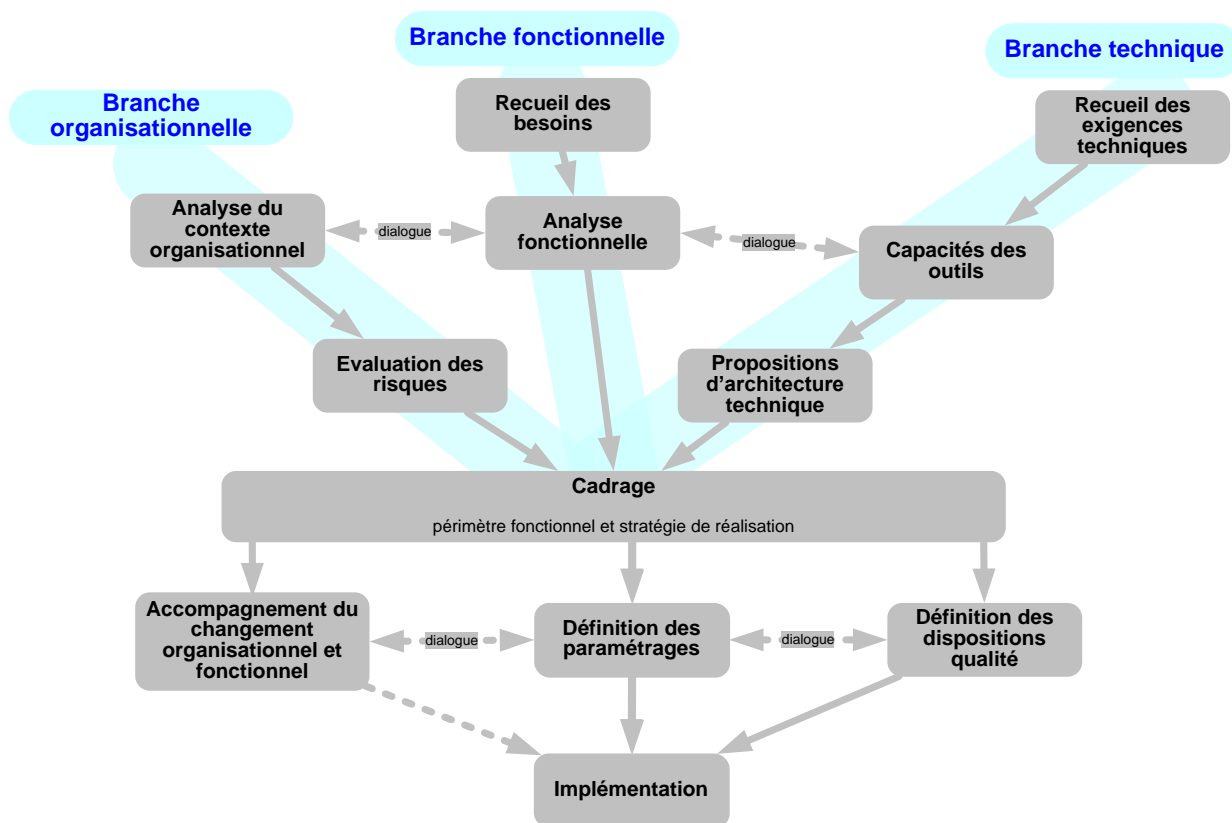 Branche fonctionnelle
Branche technique
Branche
organisationnelle
Recueil des
besoins
Recueil des
exigences
techniques
Analyse du
contexte
organisationnel
dialogue
Analyse
fonctionnelle
dialogue
Capacités des
outils
Evaluation des
risques
Propositions
d'architecture
technique
Cadrage
périmètre fonctionnel et stratégie de réalisation
Accompagnement du
changement
organisationnel et
fonctionnel
dialogue
Définition des
paramétrages
dialogue
Définition des
dispositions
qualité
Implémentation